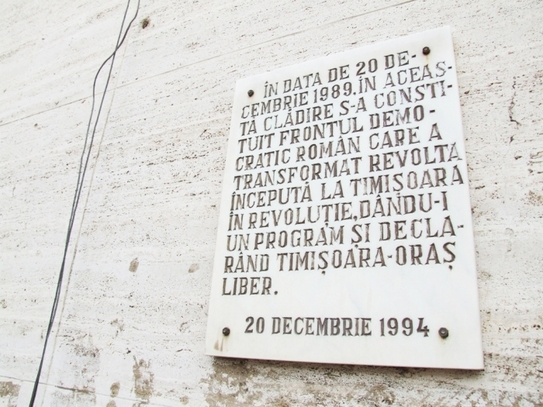 ÎN DATA DE 20 DE-
CEMBRIE 1989, ÎN ACEAS-
TĂ CLĂDIRE S-A CONSTI-
TUIT FRONTUL DEMO-
CRATIC ROMÂN CARE A
TRANSFORMAT REVOLTA
ÎNCEPUTĂ LA TIMIȘOARA
ÎN REVOLUȚIE, DÂNDU-I
UN PROGRAM ȘI DECLA-
RÂND TIMIȘOARA-ORAȘ
LIBER.
20 DECEMBRIE 1994